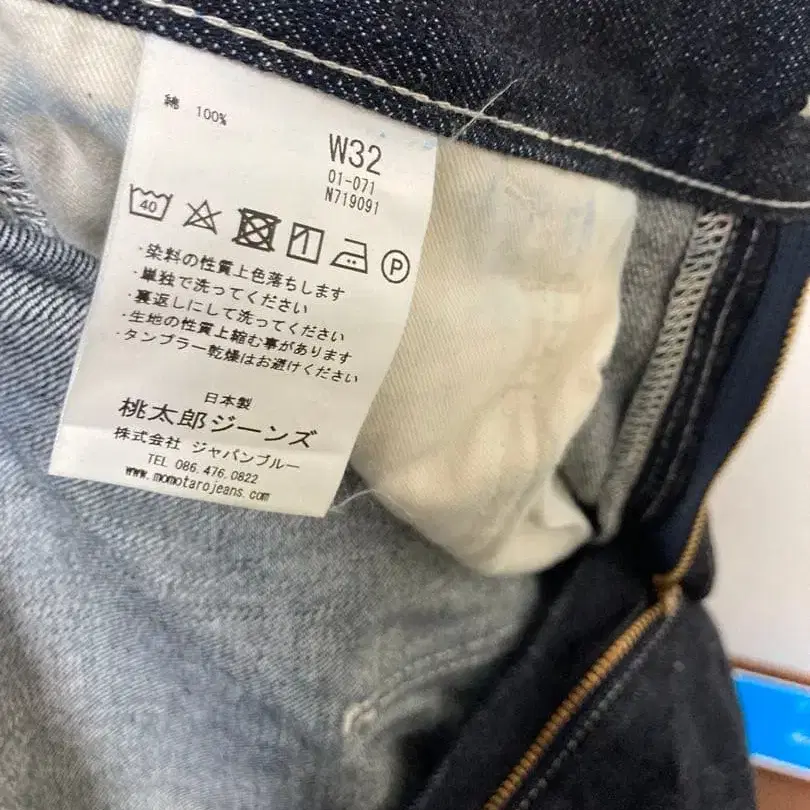 綿 100%
W32
01-071
N719091
40
P
・染料の性質上色落ちします
・単独で洗ってください
・裏返しにして洗ってください
・生地の性質上縮む事があります
・タンブラー乾燥はお避けください
日本製
桃太郎ジーンズ
株式会社 ジャパンブルー
TEL 086.476.0822
www.momotarojeans.com